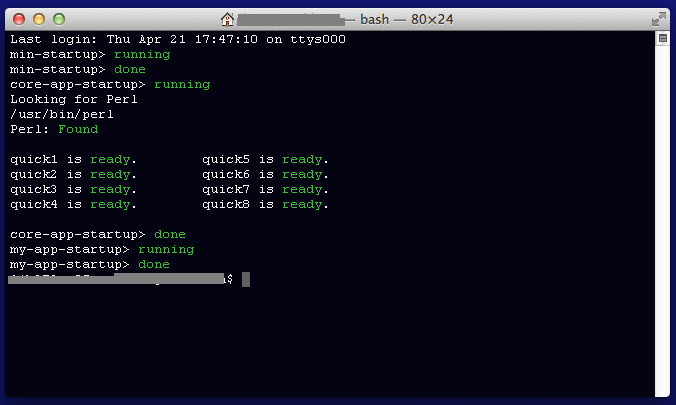 — bash — 80×24
Last login: Thu Apr 21 17:47:10 on ttys000
min-startup> running
min-startup> done
core-app-startup> running
Looking for Perl
/usr/bin/perl
Perl: Found
quick1 is ready. quick5 is ready.
quick2 is ready. quick6 is ready.
quick3 is ready. quick7 is ready.
quick4 is ready. quick8 is ready.
core-app-startup> done
my-app-startup> running
my-app-startup> done
$